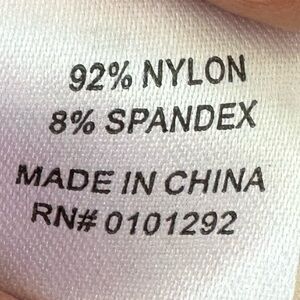 92% NYLON
8% SPANDEX
MADE IN CHINA
RN# 0101292